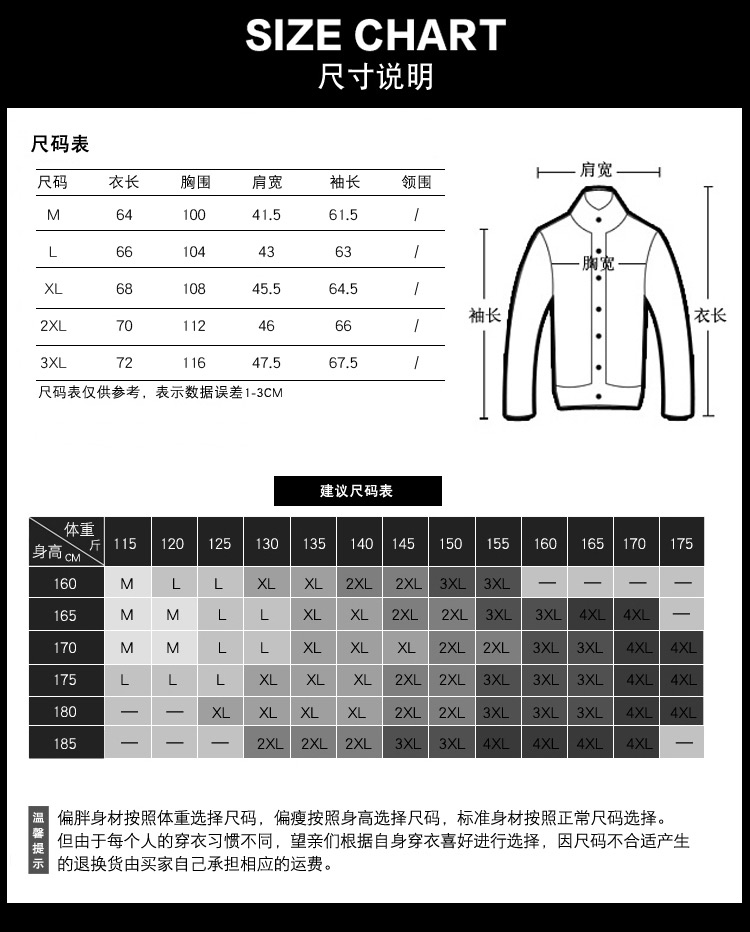 SIZE CHART
尺寸说明
尺码表
尺码 衣长 胸围 肩宽 袖长 领围
M 64 100 41.5 61.5 /
L 66 104 43 63 /
XL 68 108 45.5 64.5 /
2XL 70 112 46 66 /
3XL 72 116 47.5 67.5 /
尺码表仅供参考，表示数据误差1-3CM
肩宽
胸宽
袖长
衣长
建议尺码表
体重 斤 身高 CM 115 120 125 130 135 140 145 150 155 160 165 170 175
160 M L L XL XL 2XL 2XL 3XL 3XL — — — —
165 M M L L XL XL 2XL 2XL 3XL 3XL 4XL 4XL —
170 M M L L XL XL XL 2XL 2XL 3XL 3XL 4XL 4XL
175 L L L XL XL XL 2XL 2XL 3XL 3XL 3XL 4XL 4XL
180 — — XL XL XL XL 2XL 2XL 3XL 3XL 3XL 4XL 4XL
185 — — — 2XL 2XL 2XL 3XL 3XL 4XL 4XL 4XL 4XL —
温馨提示
偏胖身材按照体重选择尺码，偏瘦按照身高选择尺码，标准身材按照正常尺码选择。
但由于每个人的穿衣习惯不同，望亲们根据自身穿衣喜好进行选择，因尺码不合适产生
的退换货由买家自己承担相应的运费。